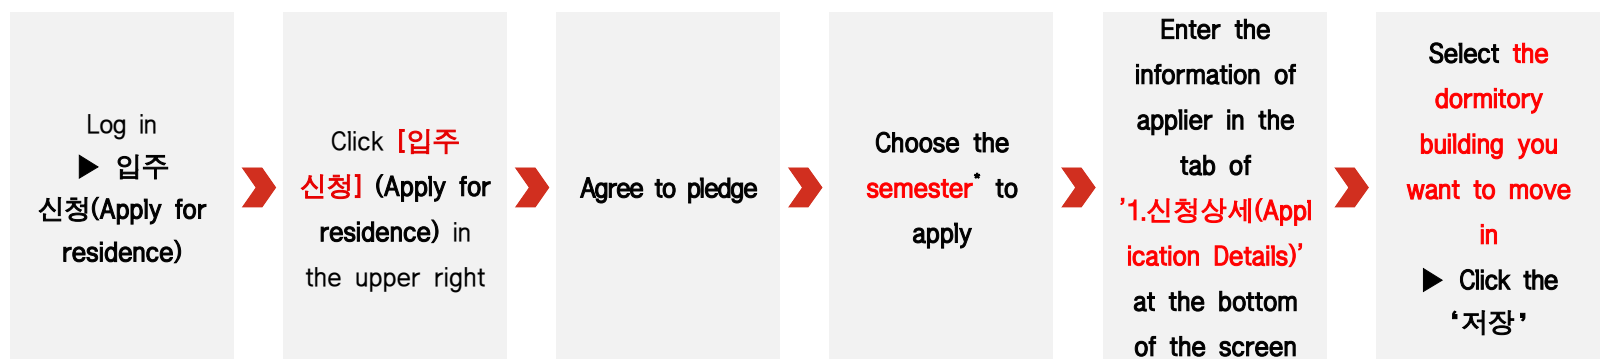 Log in
▶ 입주
신청(Apply for
residence)
Click [입주
신청] (Apply for
residence) in
the upper right
Agree to pledge
Choose the
semester* to
apply
Enter the
information of
applier in the
tab of
'1.신청상세(Appl
ication Details)'
at the bottom
of the screen
Select the
dormitory
building you
want to move
in
▶ Click the
‘저장’